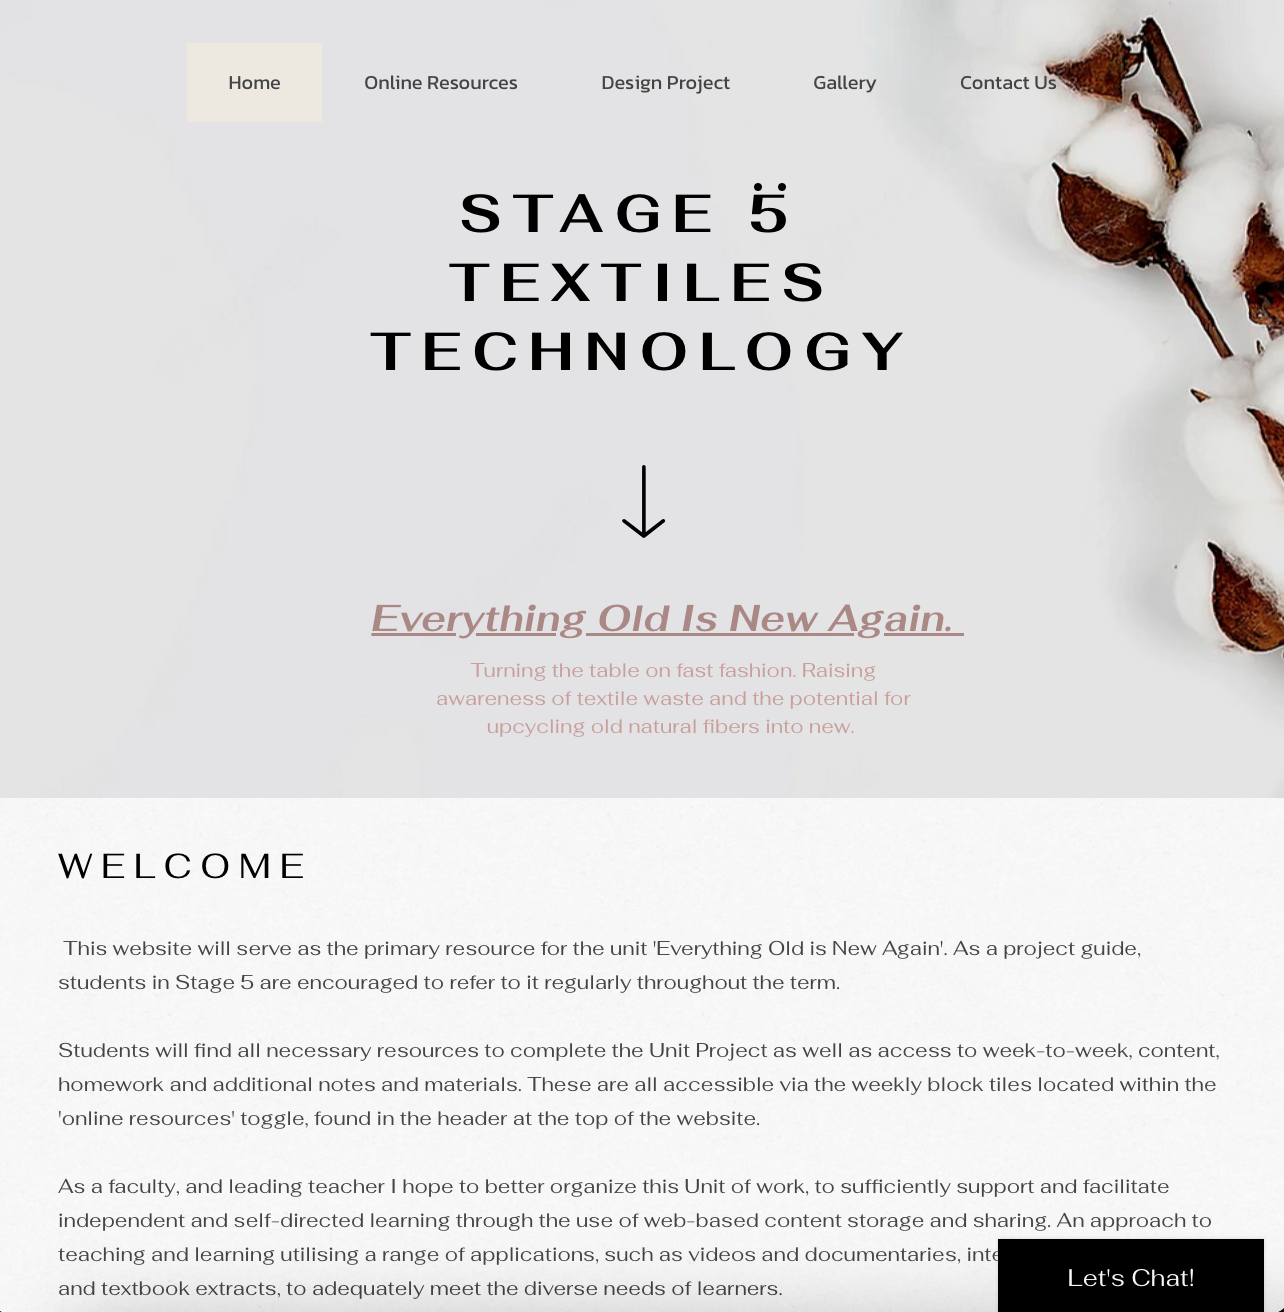 Home
Online Resources
Design Project
Gallery
Contact Us
STAGE 5̈
TEXTILES
TECHNOLOGY
Everything Old Is New Again.
Turning the table on fast fashion. Raising
awareness of textile waste and the potential for
upcycling old natural fibers into new.
WELCOME
This website will serve as the primary resource for the unit 'Everything Old is New Again'. As a project guide,
students in Stage 5 are encouraged to refer to it regularly throughout the term.
Students will find all necessary resources to complete the Unit Project as well as access to week-to-week, content,
homework and additional notes and materials. These are all accessible via the weekly block tiles located within the
'online resources' toggle, found in the header at the top of the website.
As a faculty, and leading teacher I hope to better organize this Unit of work, to sufficiently support and facilitate
independent and self-directed learning through the use of web-based content storage and sharing. An approach to
teaching and learning utilising a range of applications, such as videos and documentaries,
and textbook extracts, to adequately meet the diverse needs of learners.
Let's Chat!